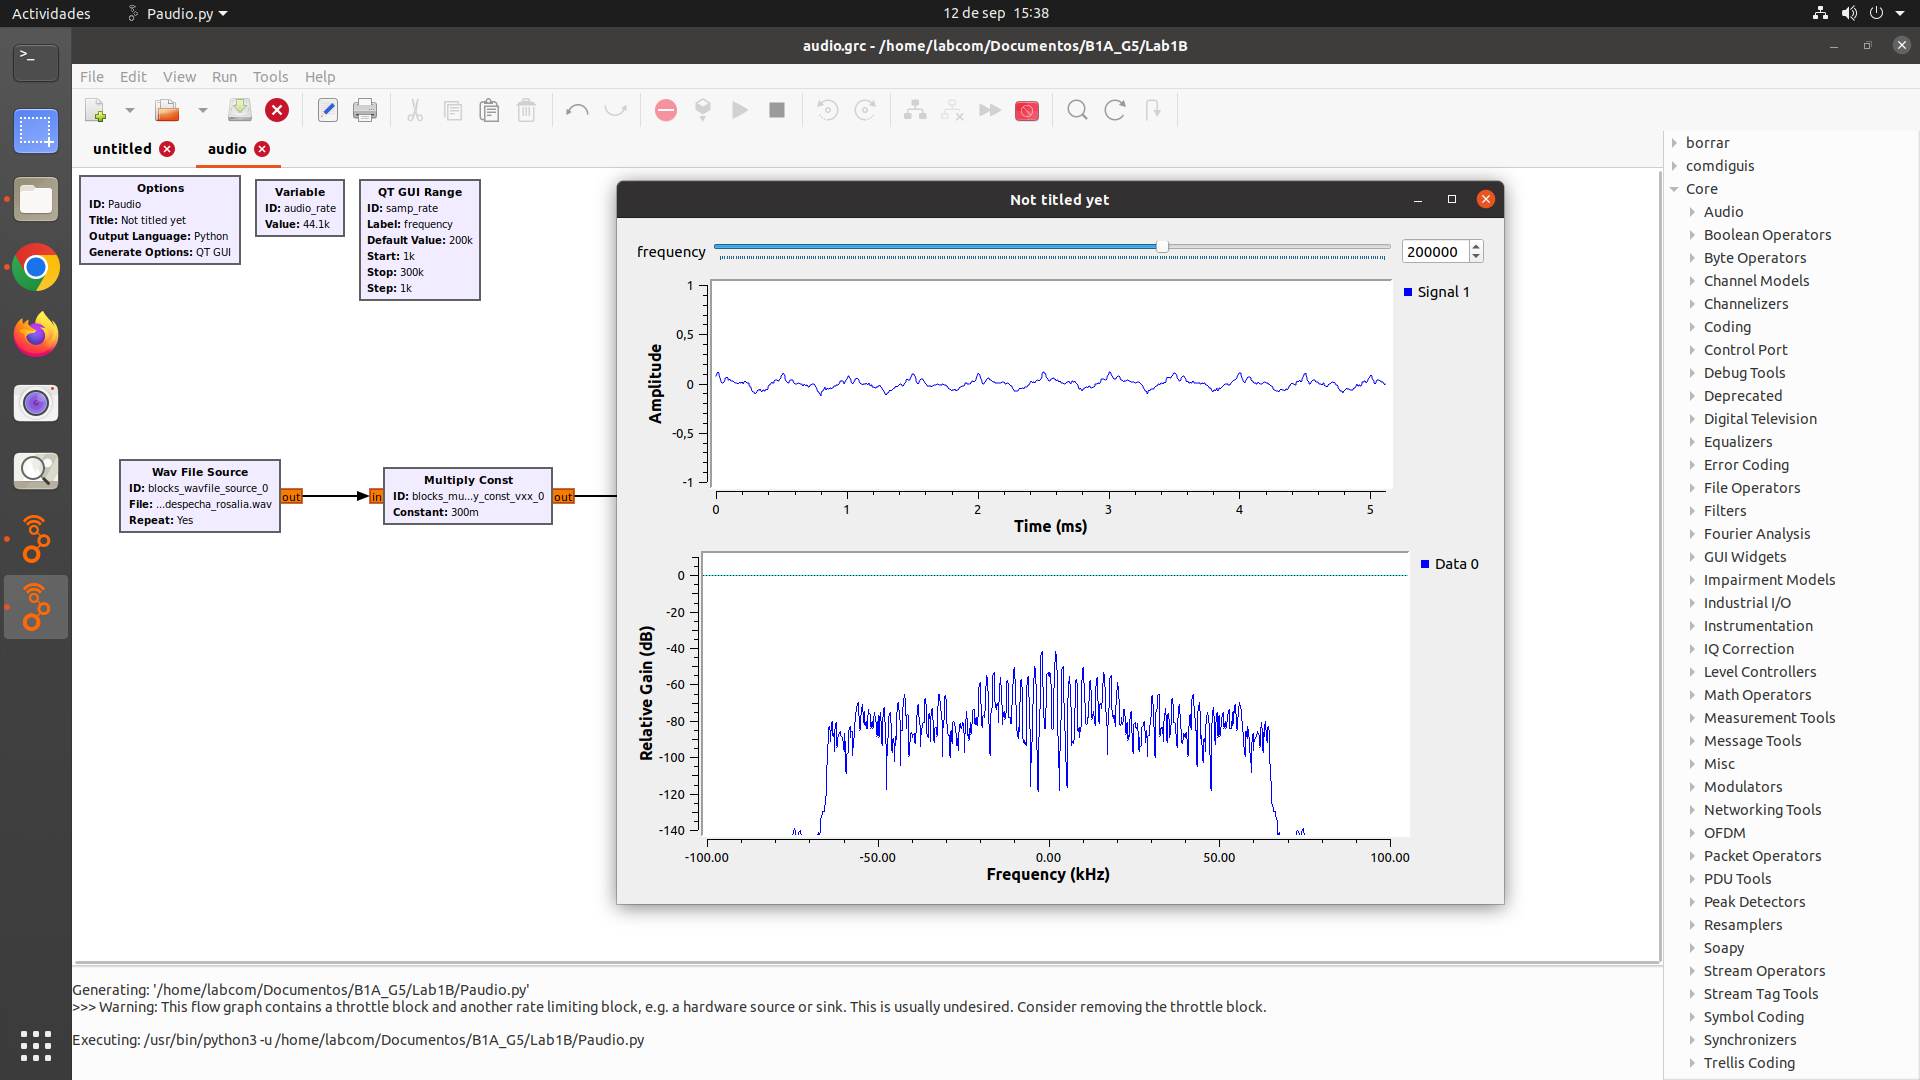 Actividades
Paudio.py
12 de sep 15:38
audio.grc - /home/labcom/Documentos/B1A_G5/Lab1B
File Edit View Run Tools Help
untitled
audio
Options
ID: Paudio
Title: Not titled yet
Output Language: Python
Generate Options: QT GUI
Variable
ID: audio_rate
Value: 44.1k
QT GUI Range
ID: samp_rate
Label: frequency
Default Value: 200k
Start: 1k
Stop: 300k
Step: 1k
Wav File Source
ID: blocks_wavfile_source_0
File: ...despecha_rosalia.wav
Repeat: Yes
out
in
Multiply Const
ID: blocks_mu...y_const_vxx_0
Constant: 300m
out
Not titled yet
frequency
200000
Signal 1
Amplitude
1
0,5
0
-0,5
-1
0 1 2 3 4 5
Time (ms)
Data 0
Relative Gain (dB)
0
-20
-40
-60
-80
-100
-120
-140
-100.00 -50.00 0.00 50.00 100.00
Frequency (kHz)
borrar
comdiguis
Core
Audio
Boolean Operators
Byte Operators
Channel Models
Channelizers
Coding
Control Port
Debug Tools
Deprecated
Digital Television
Equalizers
Error Coding
File Operators
Filters
Fourier Analysis
GUI Widgets
Impairment Models
Industrial I/O
Instrumentation
IQ Correction
Level Controllers
Math Operators
Measurement Tools
Message Tools
Misc
Modulators
Networking Tools
OFDM
Packet Operators
PDU Tools
Peak Detectors
Resamplers
Soapy
Stream Operators
Stream Tag Tools
Symbol Coding
Synchronizers
Trellis Coding
Generating: '/home/labcom/Documentos/B1A_G5/Lab1B/Paudio.py'
>>> Warning: This flow graph contains a throttle block and another rate limiting block, e.g. a hardware source or sink. This is usually undesired. Consider removing the throttle block.
Executing: /usr/bin/python3 -u /home/labcom/Documentos/B1A_G5/Lab1B/Paudio.py